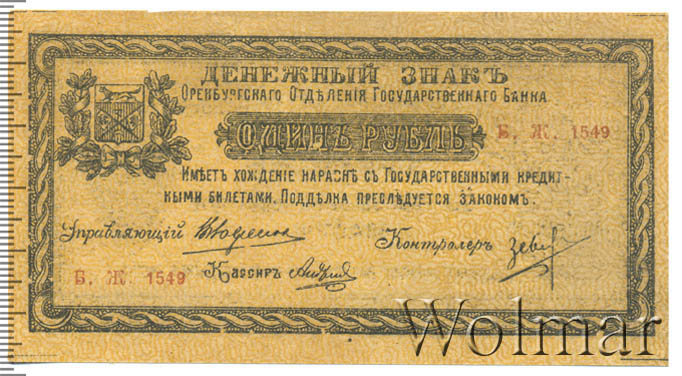 ДЕНЕЖНЫЙ ЗНАКЪ
ОРЕНБУРГСКАГО ОТДѢЛЕНІЯ ГОСУДАРСТВЕННАГО БАНКА.
ОДИНЪ РУБЛЬ
Б. Ж. 1549
ИМѢЕТЪ ХОЖДЕНІЕ НАРАВНѢ СЪ ГОСУДАРСТВЕННЫМИ КРЕДИТ-
НЫМИ БИЛЕТАМИ. ПОДДѢЛКА ПРЕСЛѢДУЕТСЯ ЗАКОНОМЪ.
Управляющій
Контролеръ
Б. Ж. 1549
Кассиръ
Wolmar